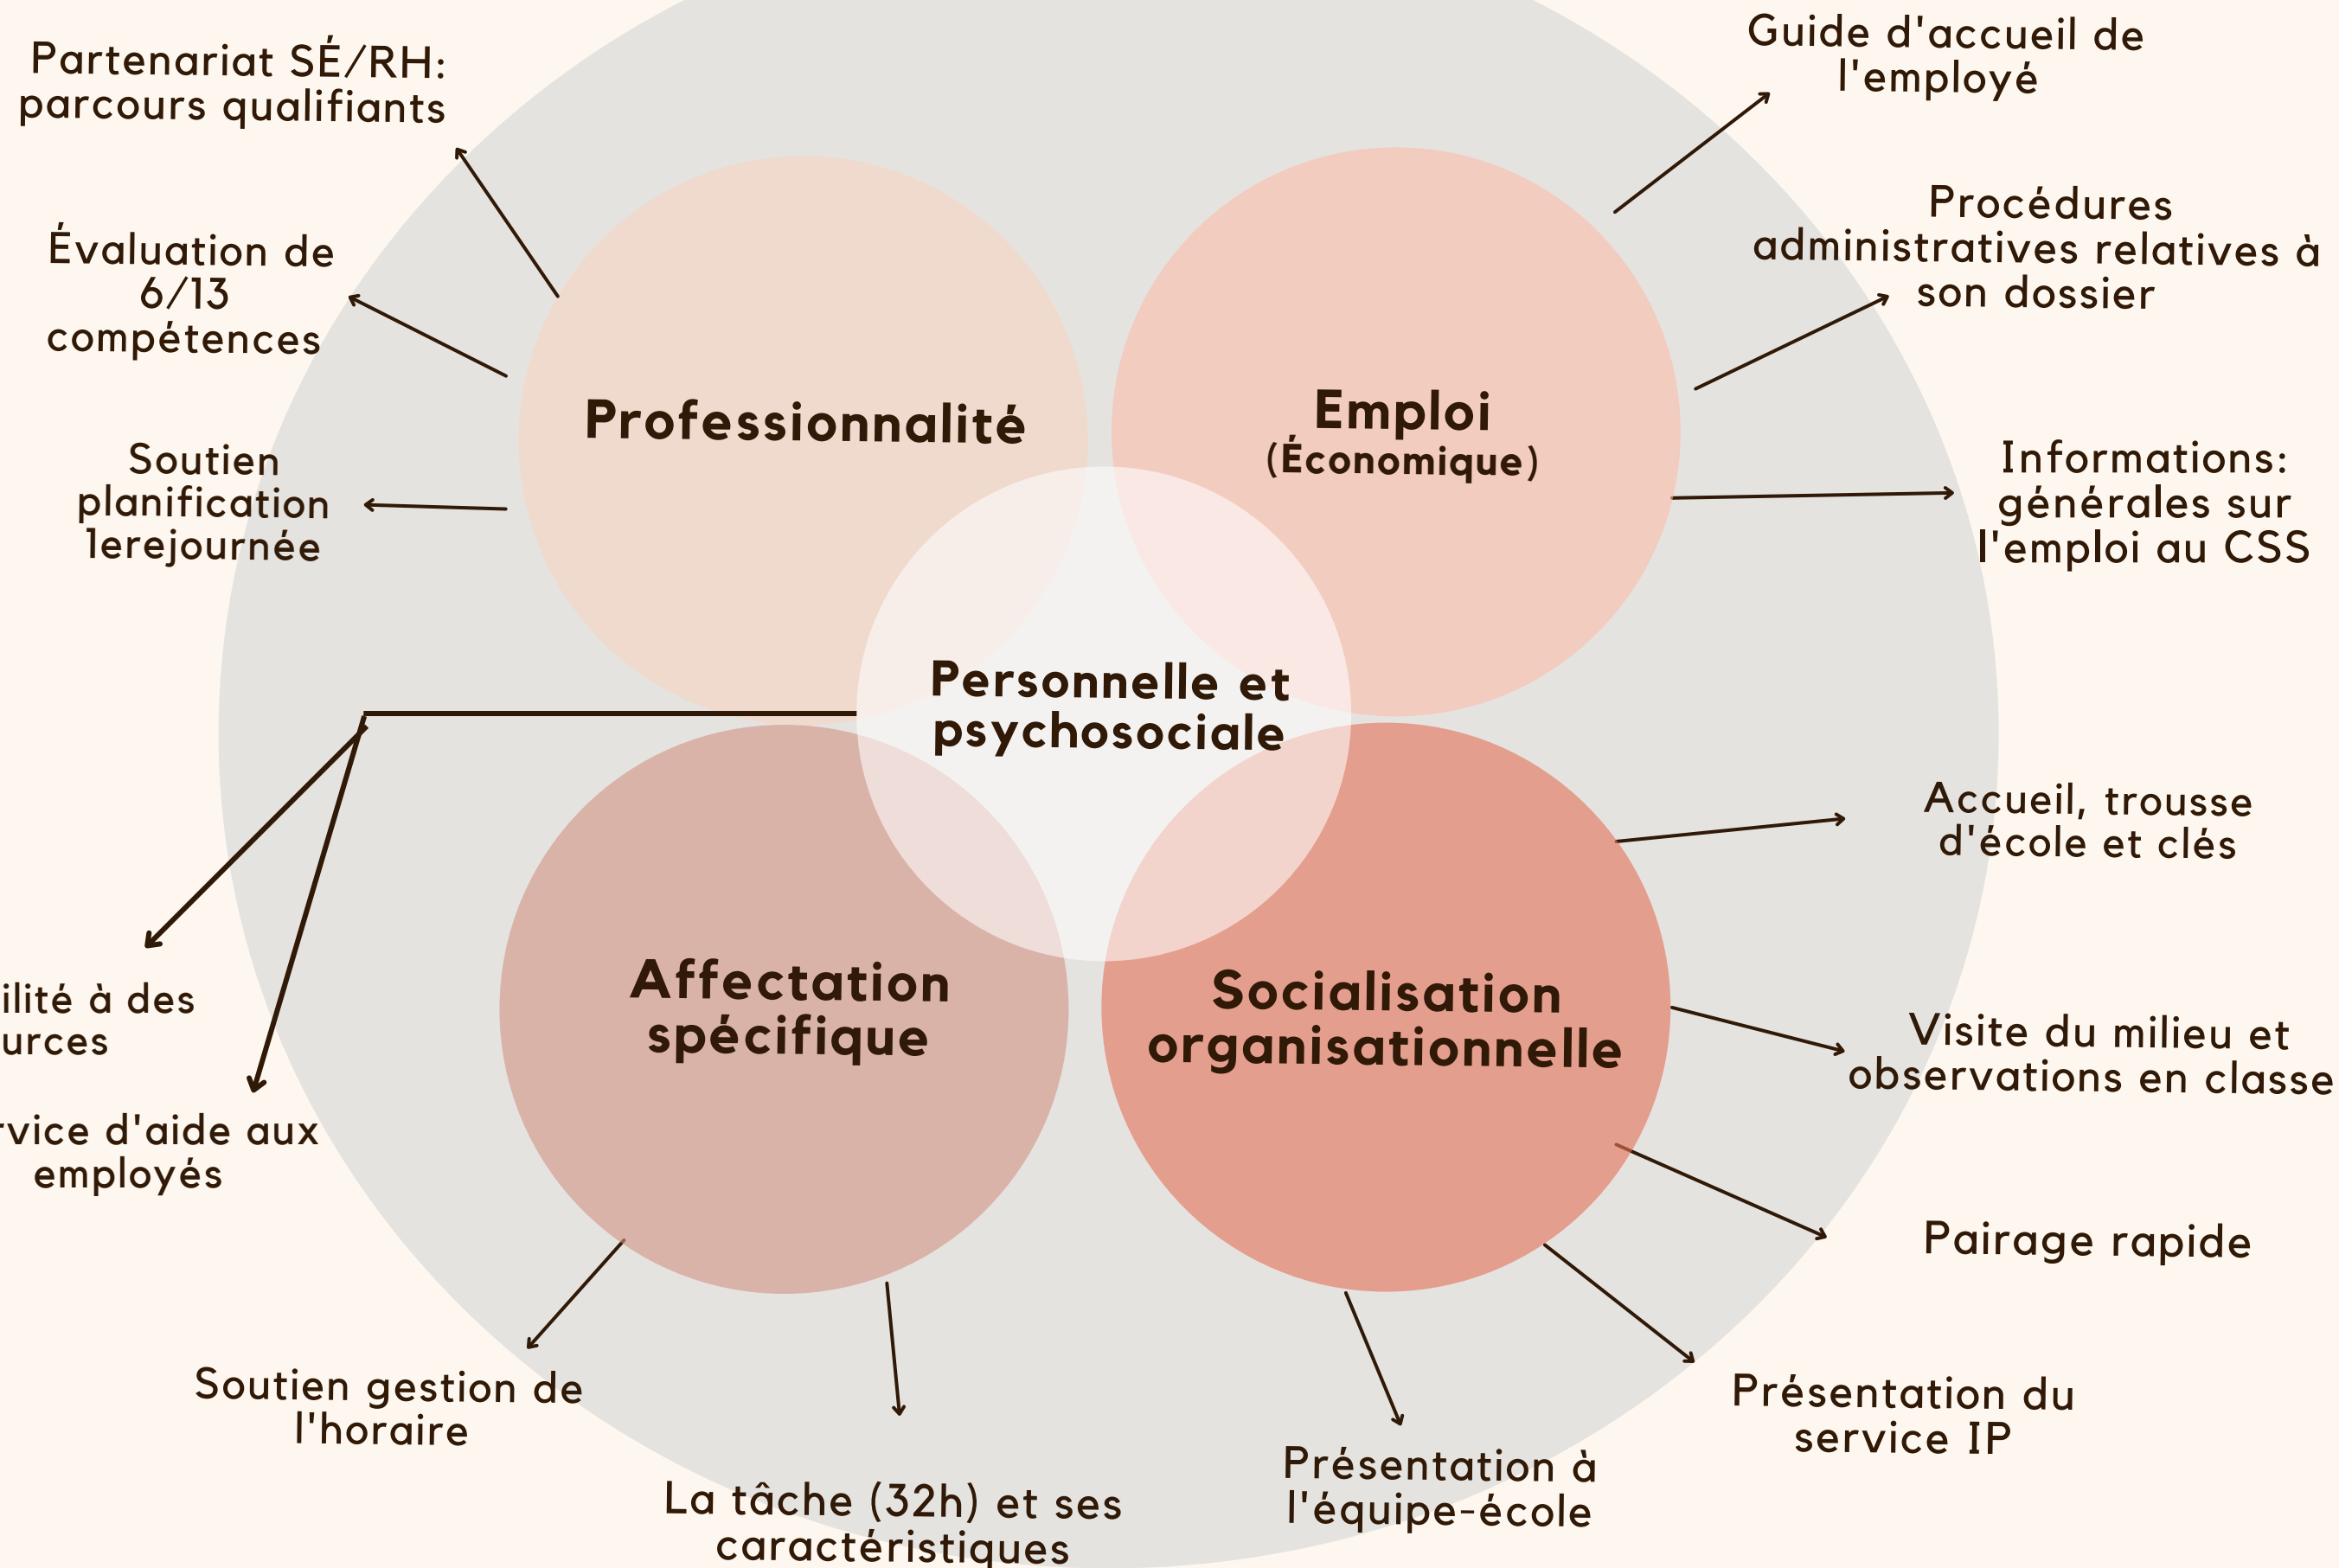 Partenariat SÉ/RH:
parcours qualifiants
Évaluation de
6/13
compétences
Soutien
planification
1erejournée
Professionnalité
Emploi
(Économique)
Guide d'accueil de
l'employé
Procédures
administratives relatives à
son dossier
Informations:
générales sur
l'emploi au CSS
Personnelle et
psychosociale
à des
d'aide aux
employés
Affectation
spécifique
Socialisation
organisationnelle
Accueil, trousse
d'école et clés
Visite du milieu et
observations en classe
Pairage rapide
Présentation du
service IP
Présentation à
l'équipe-école
Soutien gestion de
l'horaire
La tâche (32h) et ses
caractéristiques